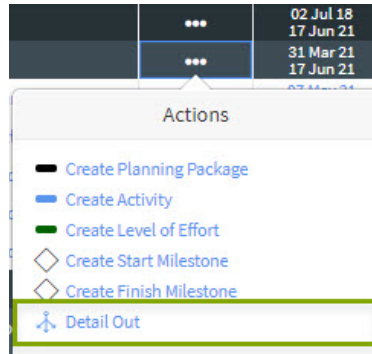 02 Jul 18
17 Jun 21
31 Mar 21
17 Jun 21
Actions
Create Planning Package
Create Activity
Create Level of Effort
Create Start Milestone
Create Finish Milestone
Detail Out